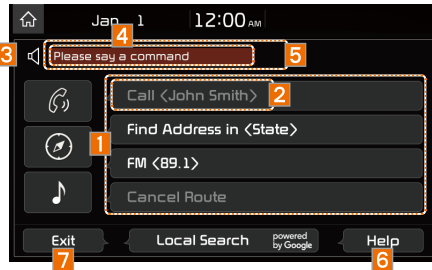 Jan 1 12:00 AM
4
3 Please say a command 5
Call <John Smith> 2
1 Find Address in <State>
FM <89.1>
Cancel Route
Exit Local Search powered by Google Help
7 6